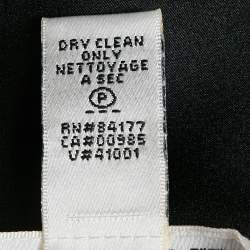 DRY CLEAN
ONLY
NETTOYAGE
A SEC
P
RN#84177
CA#00985
V#41001